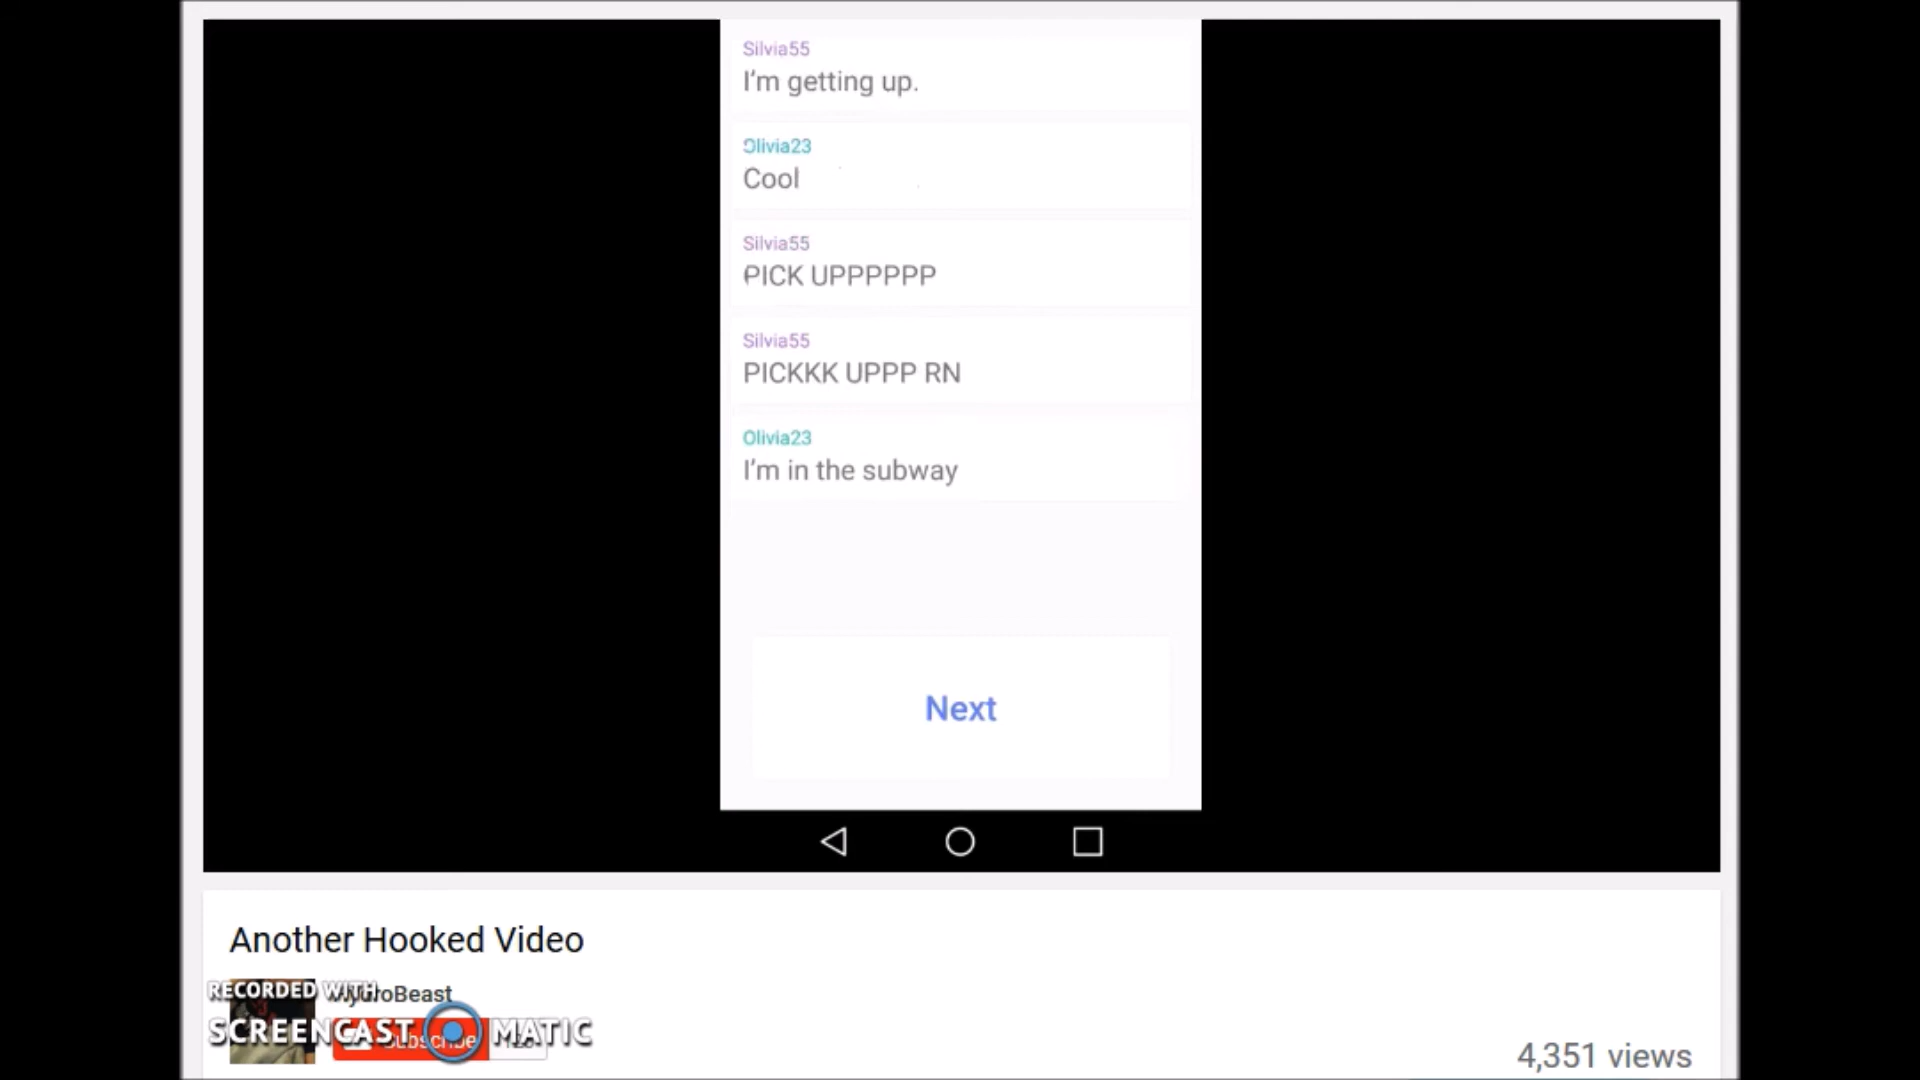 Silvia55
I'm getting up.
Olivia23
Cool
Silvia55
PICK UPPPPPP
Silvia55
PICKKK UPPP RN
Olivia23
I'm in the subway
Next
Another Hooked Video
RECORDED WITH
SCREENCAST MATIC
Subscribe
4,351 views